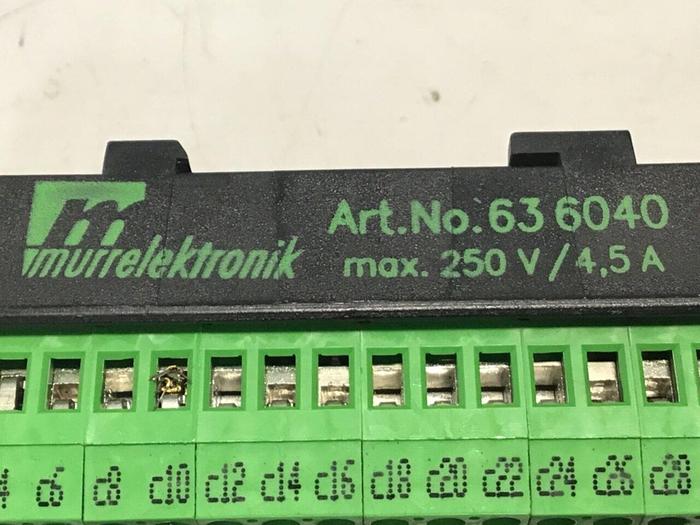 murrelektronik
Art.No. 63 6040
max. 250 V / 4,5 A
c6 c8 c10 c12 c14 c16 c18 c20 c22 c24 c26 c28